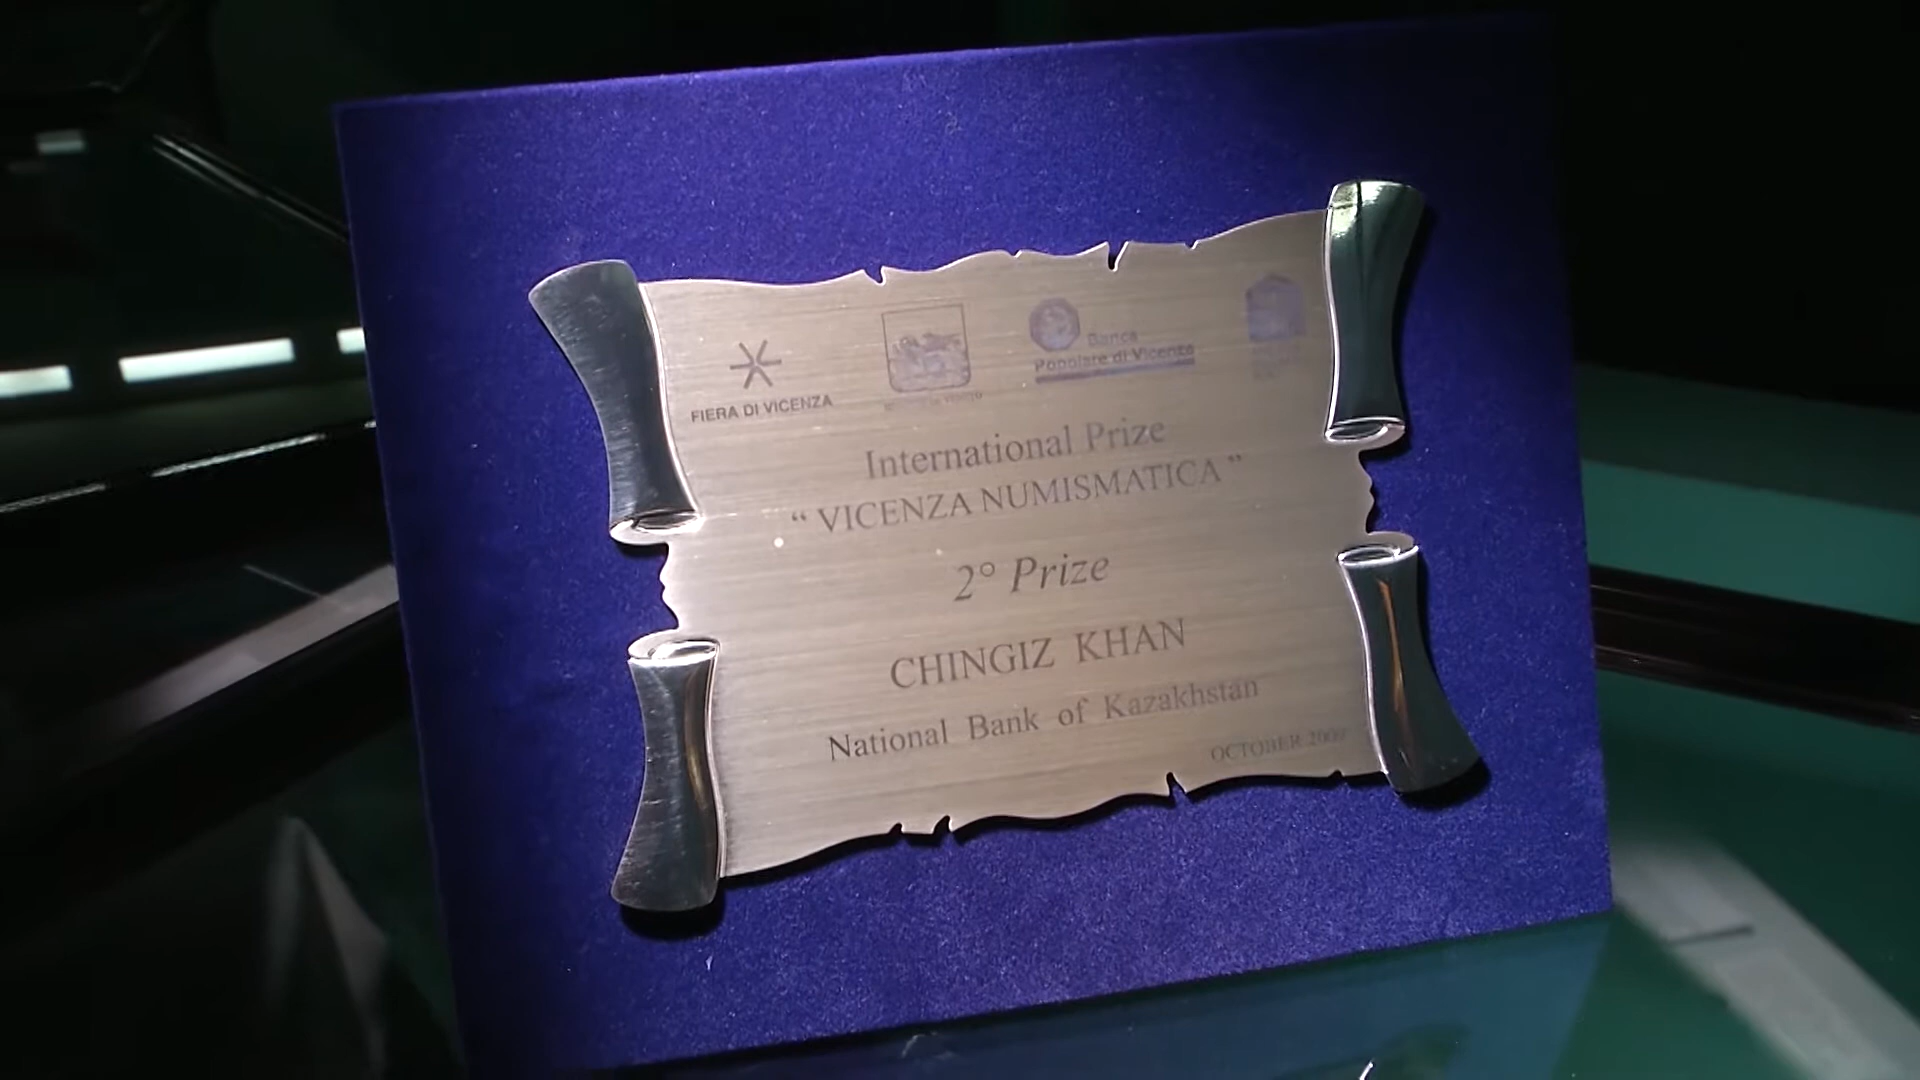 FIERA DI VICENZA
Banca
Popolare di Vicenza
International Prize
“ VICENZA NUMISMATICA ”
2° Prize
CHINGIZ KHAN
National Bank of Kazakhstan
OCTOBER